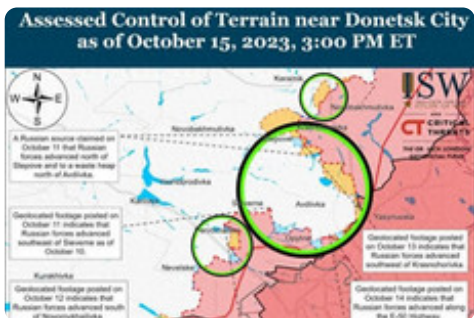 Assessed Control of Terrain near Donetsk City
as of October 15, 2023, 3:00 PM ET
N
W
E
S
Keramik
ISW
CT
CRITICAL
THREATS
A Russian source claimed on
October 11 that Russian
forces advanced north of
Stepove and to a waste heap
north of Avdiivka.
Novobakhmutivka
Geolocated footage posted on
October 11 indicates that
Russian forces advanced
southeast of Sieverne as of
October 10.
Sieverne
Avdiivka
Yasynuvata
Opytne
Geolocated footage posted
on October 13 indicates that
Russian forces advanced
southwest of Krasnohorivka.
Nevelske
Kurakhivka
Geolocated footage posted on
October 12 indicates that
Russian forces advanced south
Geolocated footage posted on
October 14 indicates that
Russian forces advanced along